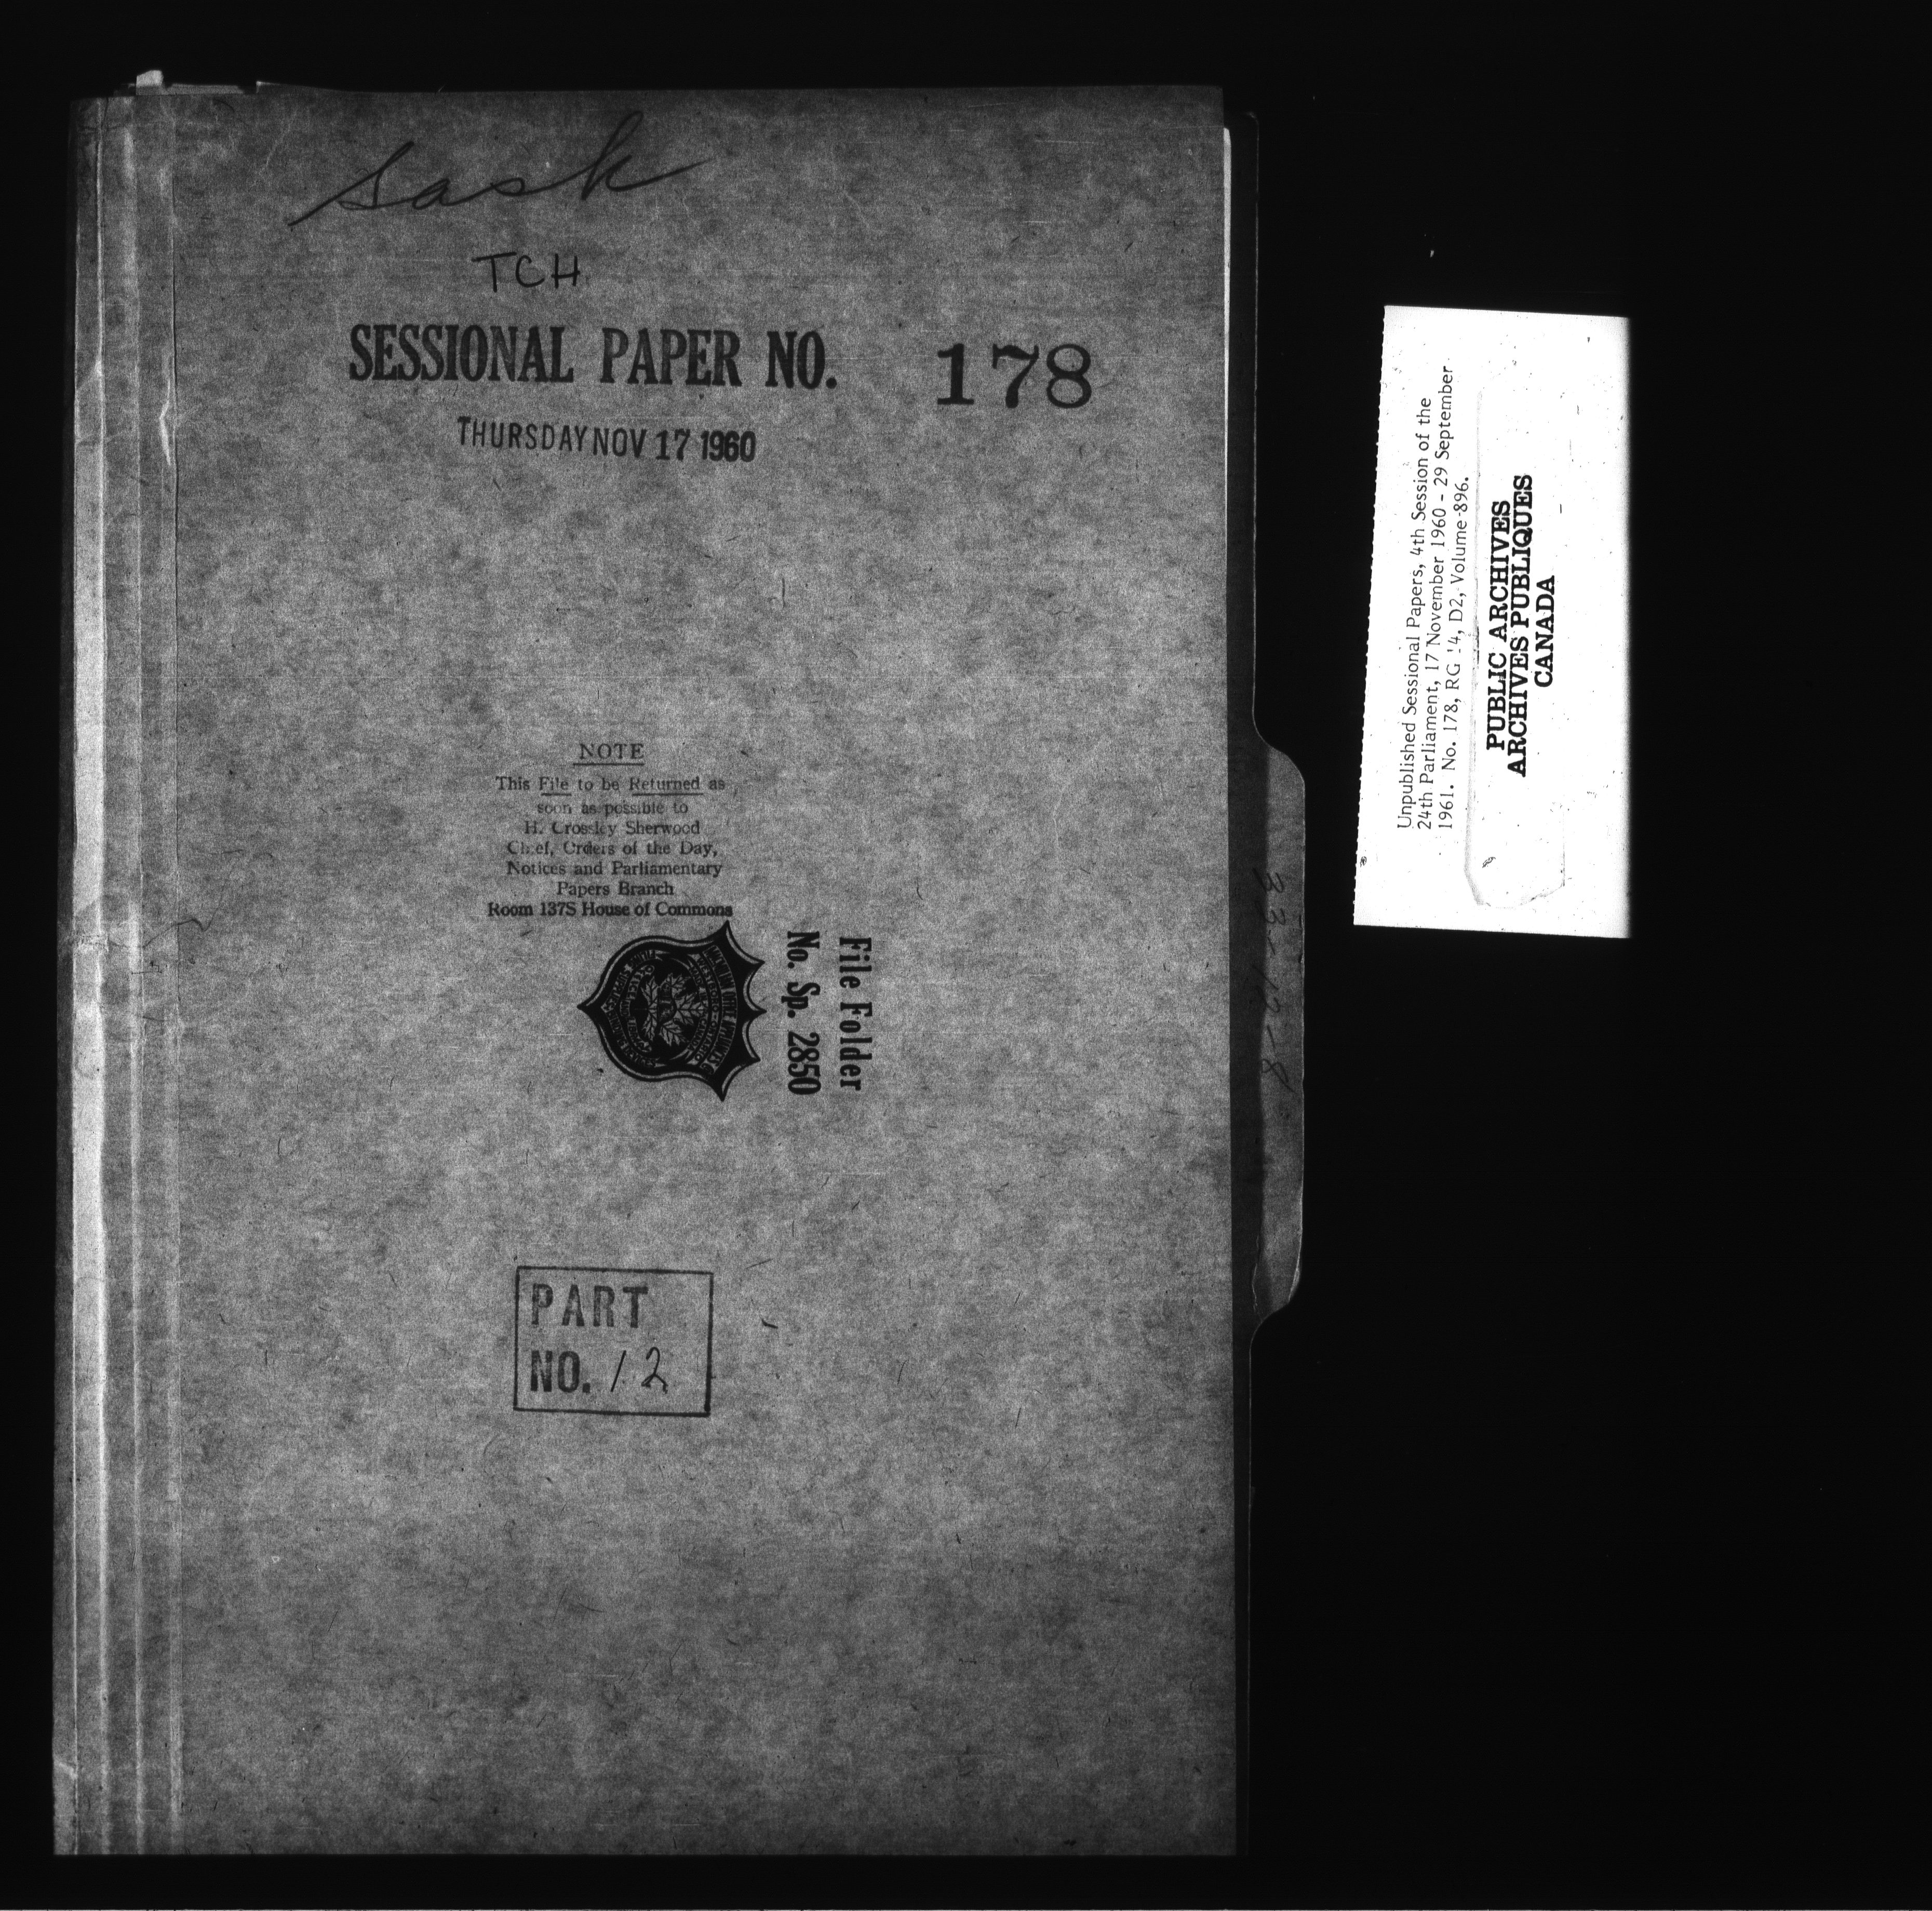 Sask
TCH
SESSIONAL PAPER NO. 178
THURSDAY NOV 17 1960
NOTE
This File to be Returned as
soon as possible to
H. Crossley Sherwood
Chief, Orders of the Day,
Notices and Parliamentary
Papers Branch
Room 137S House of Commons
File Folder
No. Sp. 2850
PART
NO. 12
33-12-8
Unpublished Sessional Papers, 4th Session of the
24th Parliament, 17 November 1960 - 29 September
1961. No. 178, RG 14, D2, Volume 896.
PUBLIC ARCHIVES
ARCHIVES PUBLIQUES
CANADA